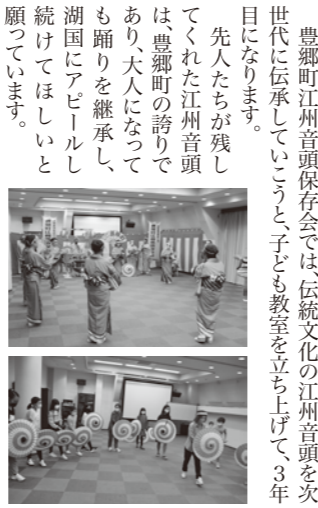 豊郷町江州音頭保存会では、伝統文化の江州音頭を次
世代に伝承していこうと、子ども教室を立ち上げて、３年
目になります。
先人たちが残し
てくれた江州音頭
は、豊郷町の誇りで
あり、大人になって
も踊りを継承し、
湖国にアピールし
続けてほしいと
願っています。